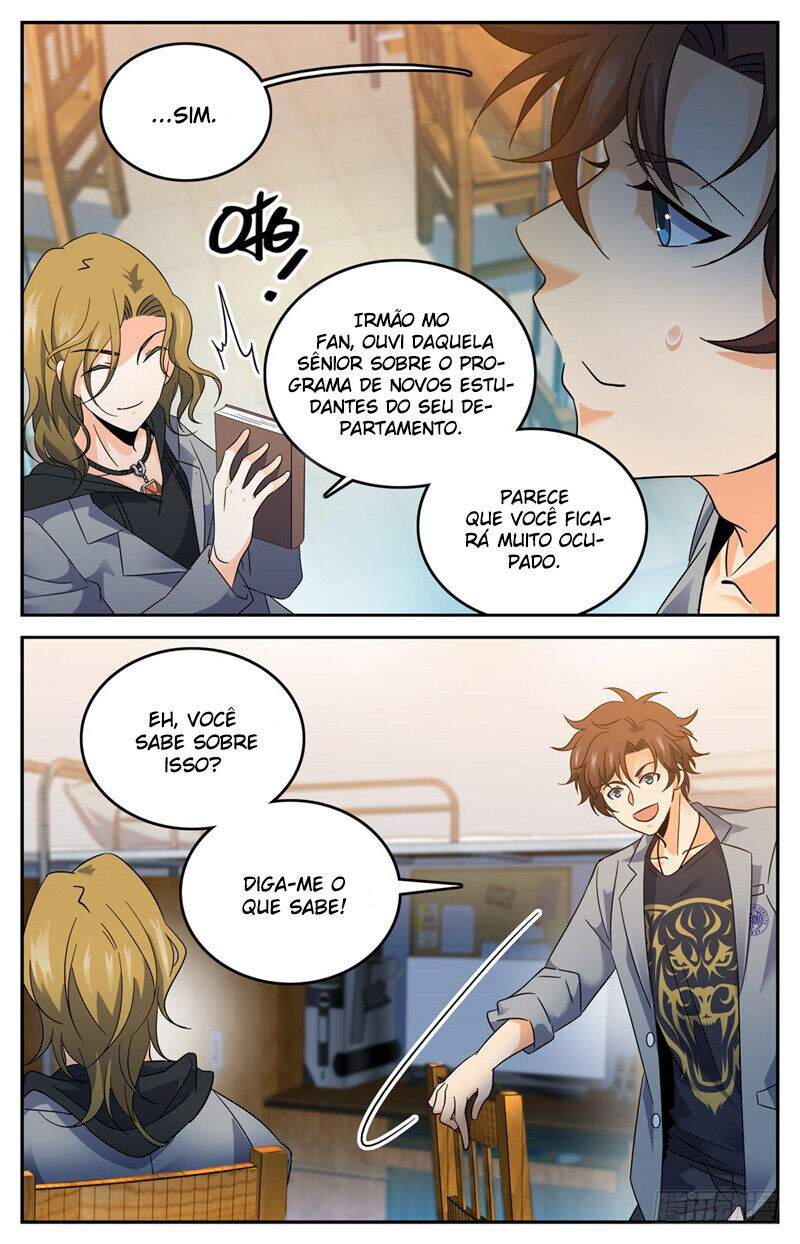 ...SIM.
IRMÃO MO
FAN, OUVI DAQUELA
SÊNIOR SOBRE O PRO-
GRAMA DE NOVOS ESTU-
DANTES DO SEU DE-
PARTAMENTO.
PARECE
QUE VOCÊ FICA-
RÁ MUITO OCU-
PADO.
EH, VOCÊ
SABE SOBRE
ISSO?
DIGA-ME O
QUE SABE!